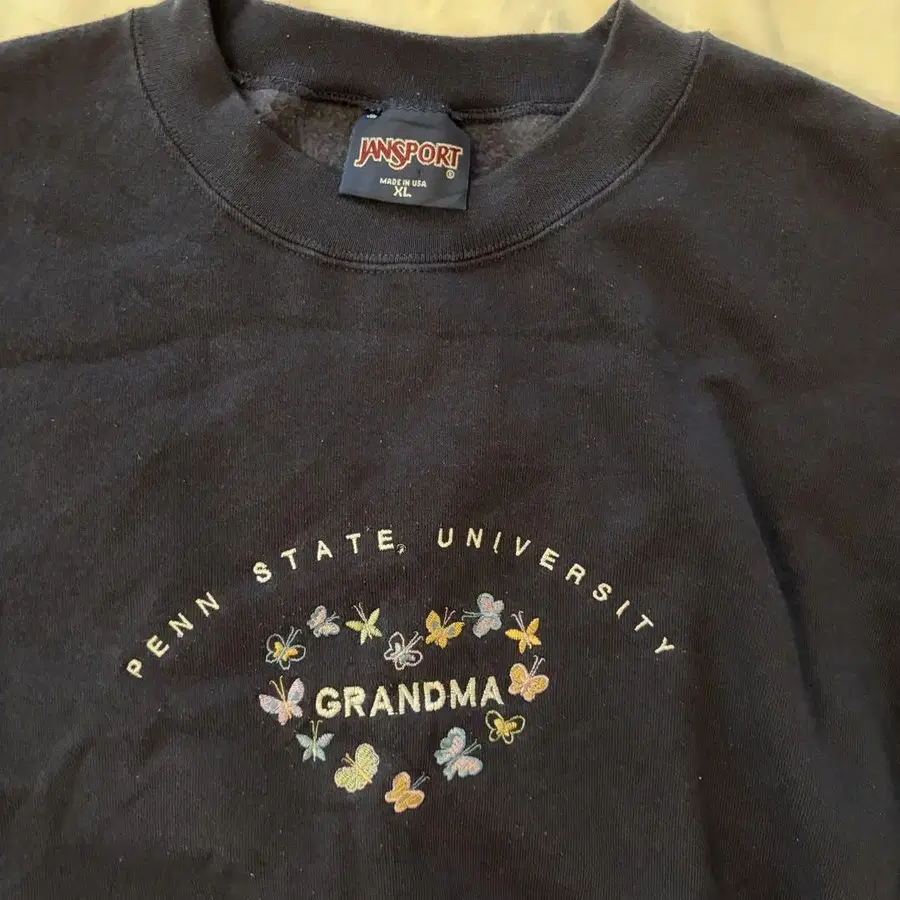 JANSPORT®
MADE IN USA
XL
PENN STATE UNIVERSITY
GRANDMA